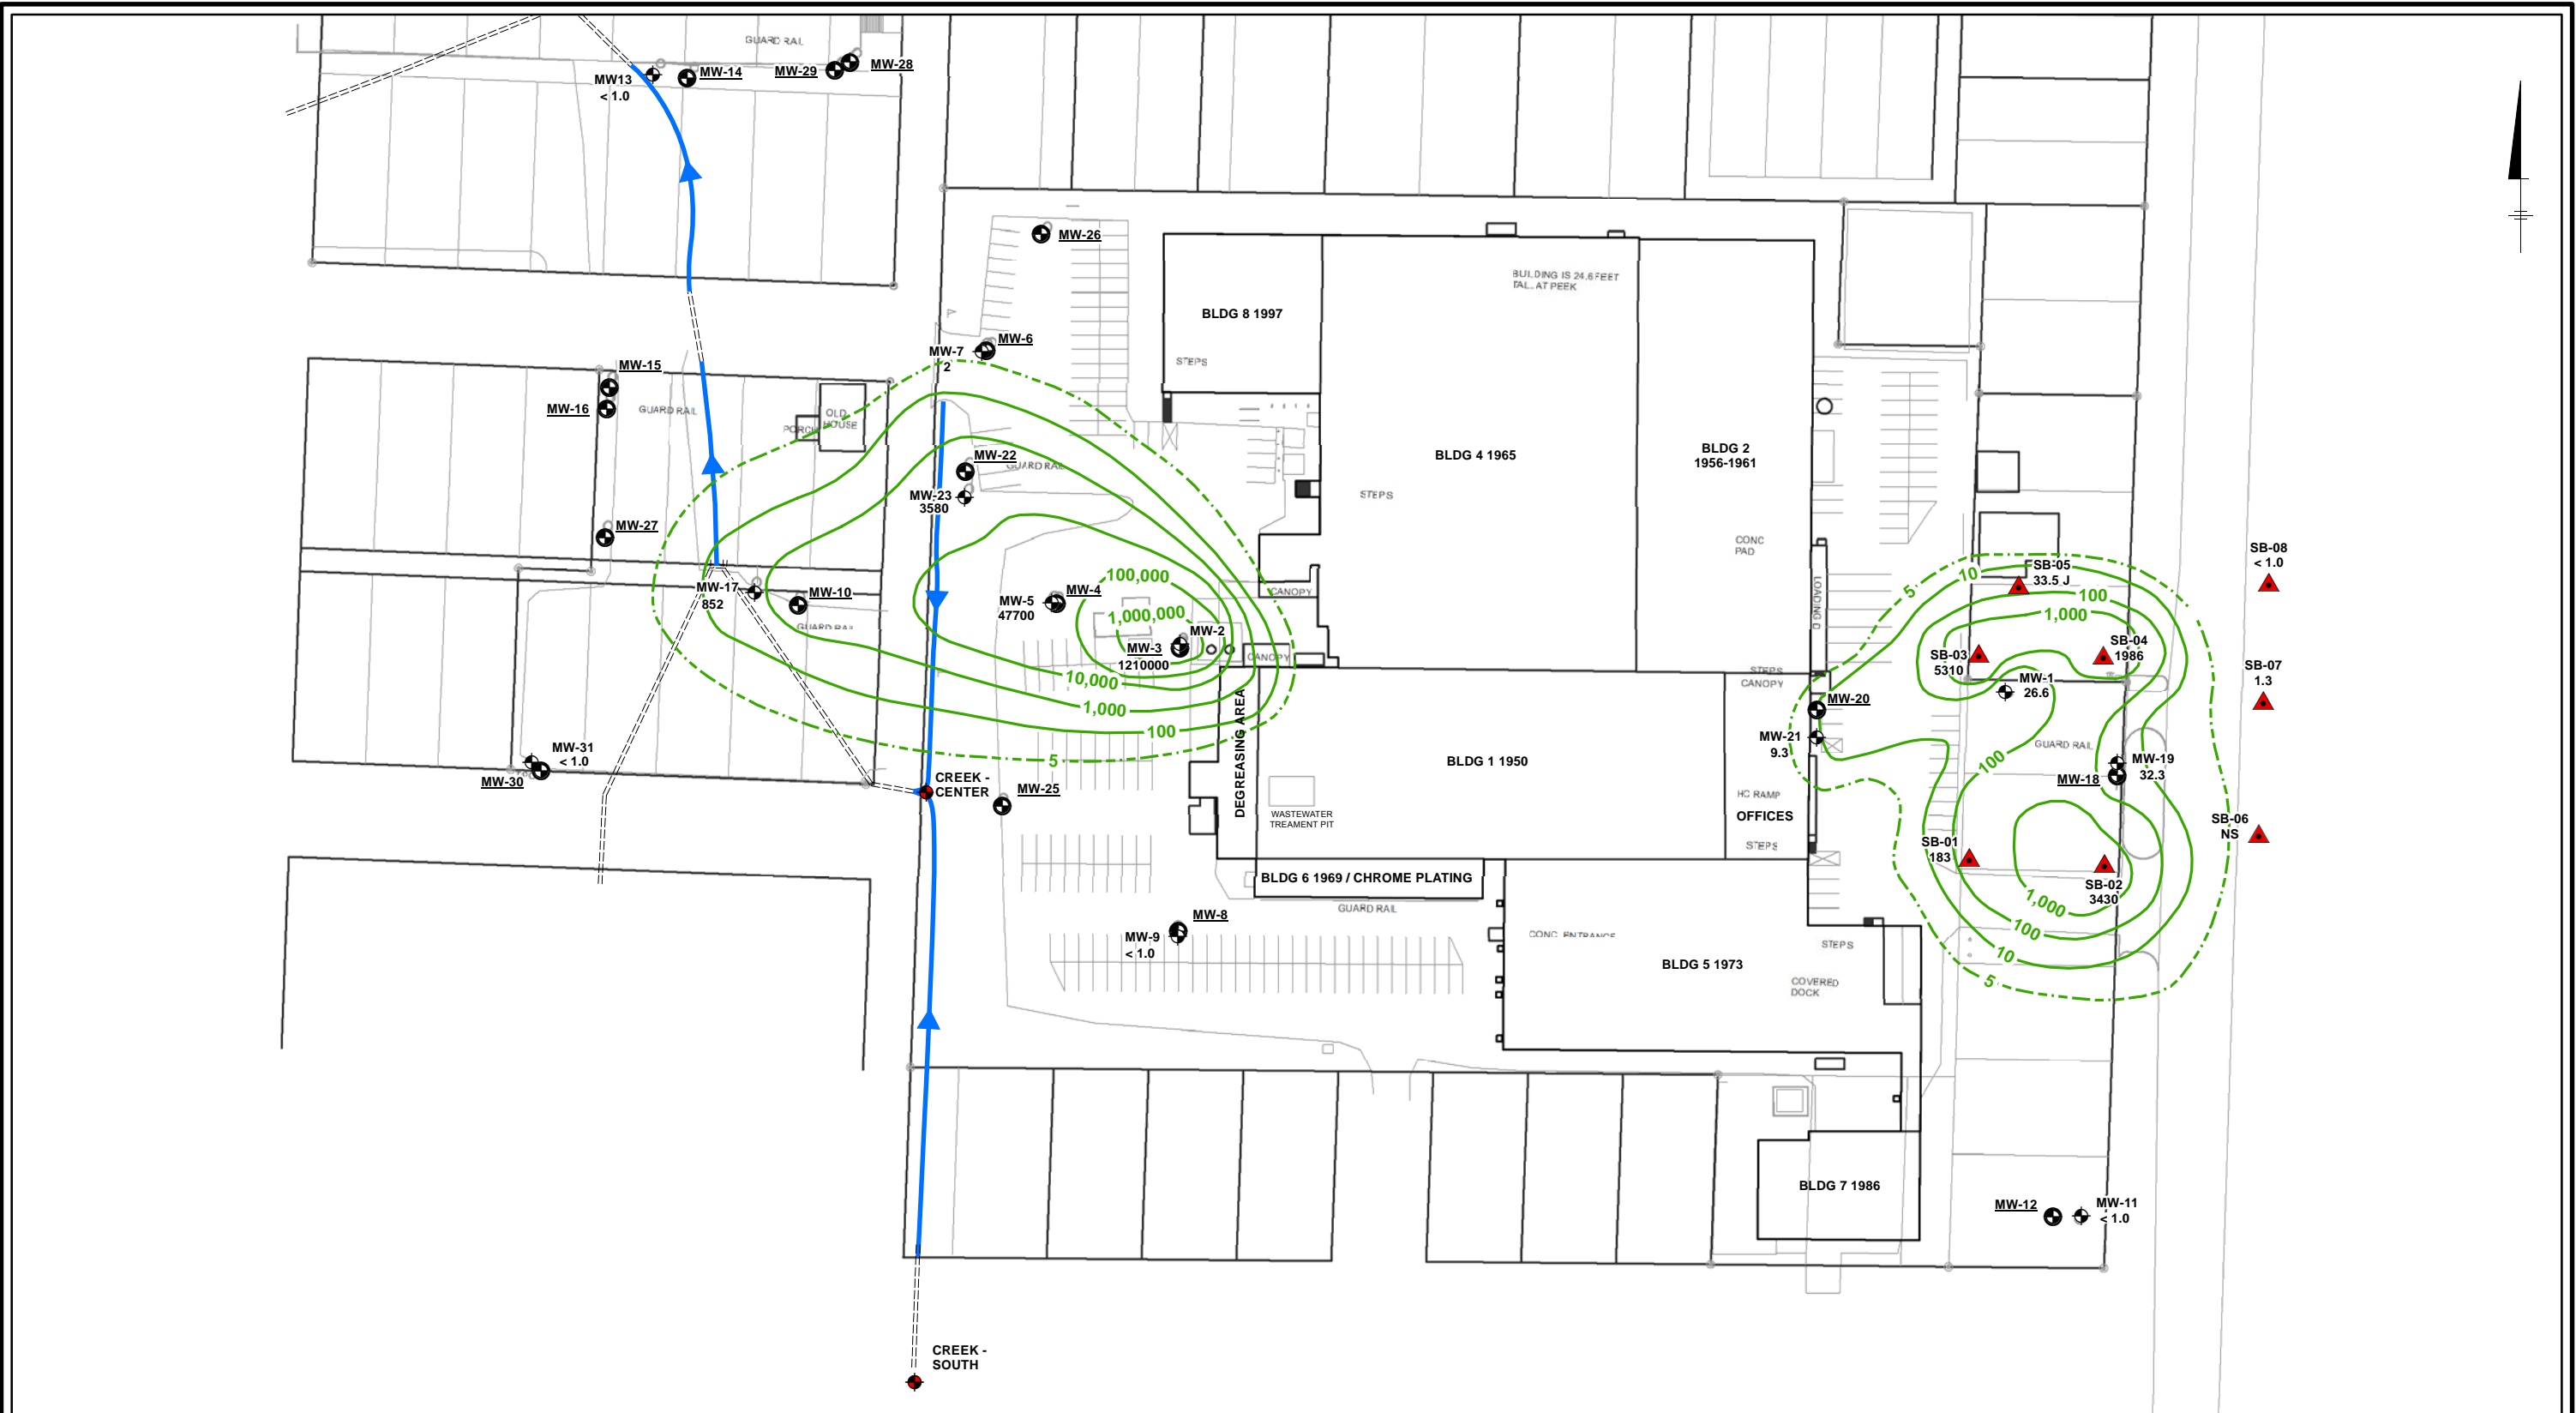 GUARD RAIL
MW13
< 1.0
MW-14
MW-29
MW-28
MW-26
BUILDING IS 24.6 FEET
TALL AT PEEK
BLDG 8 1997
STEPS
MW-7
2
MW-6
MW-15
MW-16
GUARD RAIL
OLD
HOUSE
PORCH
MW-22
GUARD RAIL
MW-23
3580
BLDG 4 1965
BLDG 2
1956-1961
STEPS
MW-27
CONC
PAD
SB-08
< 1.0
MW-17
852
MW-10
GUARD RAIL
MW-5
47700
MW-4
100,000
1,000,000
CANOPY
MW-2
MW-3
1210000
CANOPY
10,000
1,000
100
5
LOADING D
5
10
SB-05
33.5 J
100
1,000
SB-03
5310
SB-04
1986
MW-1
26.6
SB-07
1.3
STEPS
CANOPY
MW-20
MW-21
9.3
GUARD RAIL
100
MW-19
32.3
MW-18
MW-31
< 1.0
MW-30
CREEK -
CENTER
MW-25
DEGREASING AREA
BLDG 1 1950
WASTEWATER
TREAMENT PIT
HC RAMP
OFFICES
STEPS
SB-06
NS
SB-01
183
SB-02
3430
1,000
100
10
5
BLDG 6 1969 / CHROME PLATING
GUARD RAIL
MW-8
MW-9
< 1.0
CONC. ENTRANCE
STEPS
BLDG 5 1973
COVERED
DOCK
BLDG 7 1986
MW-12
MW-11
< 1.0
CREEK -
SOUTH